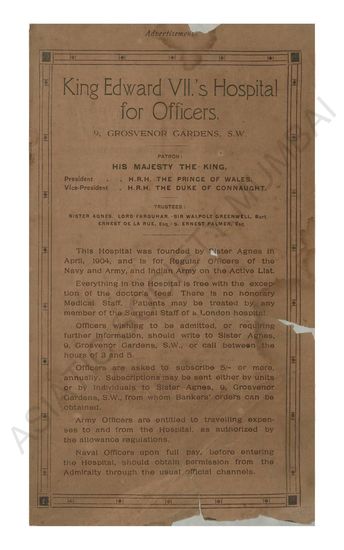 Advertisement
King Edward VII.'s Hospital
for Officers.
9, GROSVENOR GARDENS, S.W.
PATRON:
HIS MAJESTY THE KING.
President . . H.R.H. THE PRINCE OF WALES.
Vice-President . H.R.H. THE DUKE OF CONNAUGHT.
TRUSTEES:
SISTER AGNES. LORD FARQUHAR. SIR WALPOLE GREENWELL, Bart.
ERNEST DE LA RUE, Esq. S. ERNEST PALMER, Esq.
This Hospital was founded by Sister Agnes in
April, 1904, and is for Regular Officers of the
Navy and Army, and Indian Army on the Active List.
Everything in the Hospital is free with the excep-
tion of the doctor's fees. There is no honorary
Medical Staff. Patients may be treated by any
member of the Surgical Staff of a London hospital.
Officers wishing to be admitted, or requiring
further information, should write to Sister Agnes,
9, Grosvenor Gardens, S.W., or call between the
hours of 2 and 5.
Officers are asked to subscribe 5/- or more,
annually. Subscriptions may be sent either by units
or by individuals to Sister Agnes, 9, Grosvenor
Gardens, S.W., from whom Bankers' orders can be
obtained.
Army Officers are entitled to travelling expen-
ses to and from the Hospital, as authorized by
the allowance regulations.
Naval Officers upon full pay, before entering
the Hospital, should obtain permission from the
Admiralty through the usual official channels.